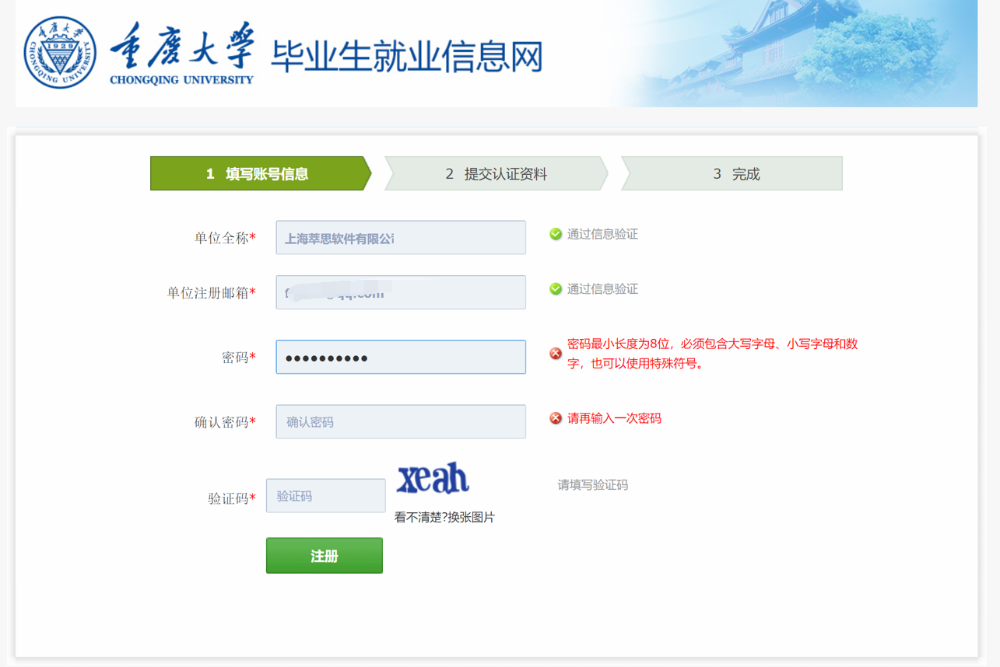 重庆大学
1929
CHONGQING UNIVERSITY
重庆大学
CHONGQING UNIVERSITY
毕业生就业信息网
1 填写账号信息
2 提交认证资料
3 完成
单位全称*
上海萃思软件有限公
通过信息验证
单位注册邮箱*
通过信息验证
密码*
●●●●●●●●●●
密码最小长度为8位，必须包含大写字母、小写字母和数
字，也可以使用特殊符号。
确认密码*
确认密码
请再输入一次密码
验证码*
验证码
xeah
请填写验证码
看不清楚?换张图片
注册